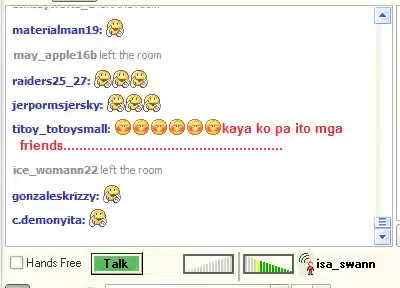 materialman19:
may_apple16b left the room
raiders25_27:
jerpormsjersky:
titoy_totoysmall: kaya ko pa ito mga
friends......................................................
ice_womann22 left the room
gonzaleskrizzy:
c.demonyita:
Hands Free Talk isa_swann